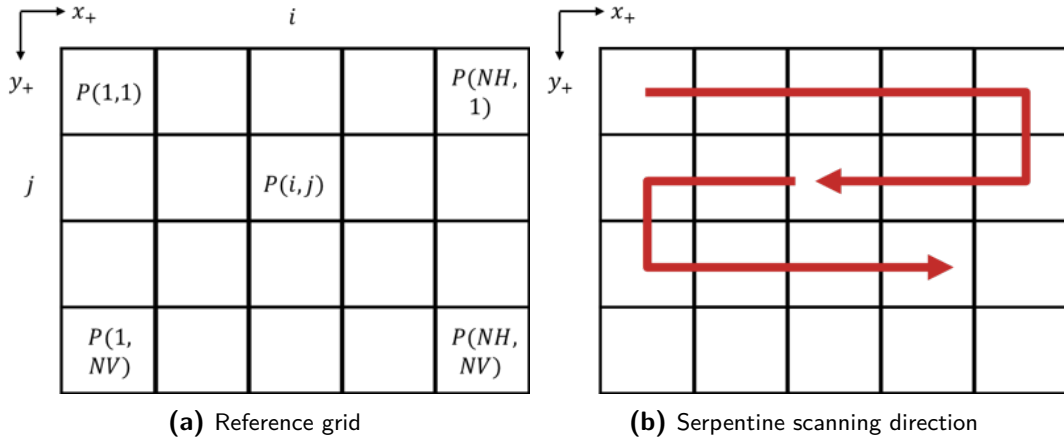 x₊ i x₊
y₊ y₊
P(1,1) P(NH,
1)
j P(i,j)
P(1,
NV) P(NH,
NV)
(a) Reference grid (b) Serpentine scanning direction